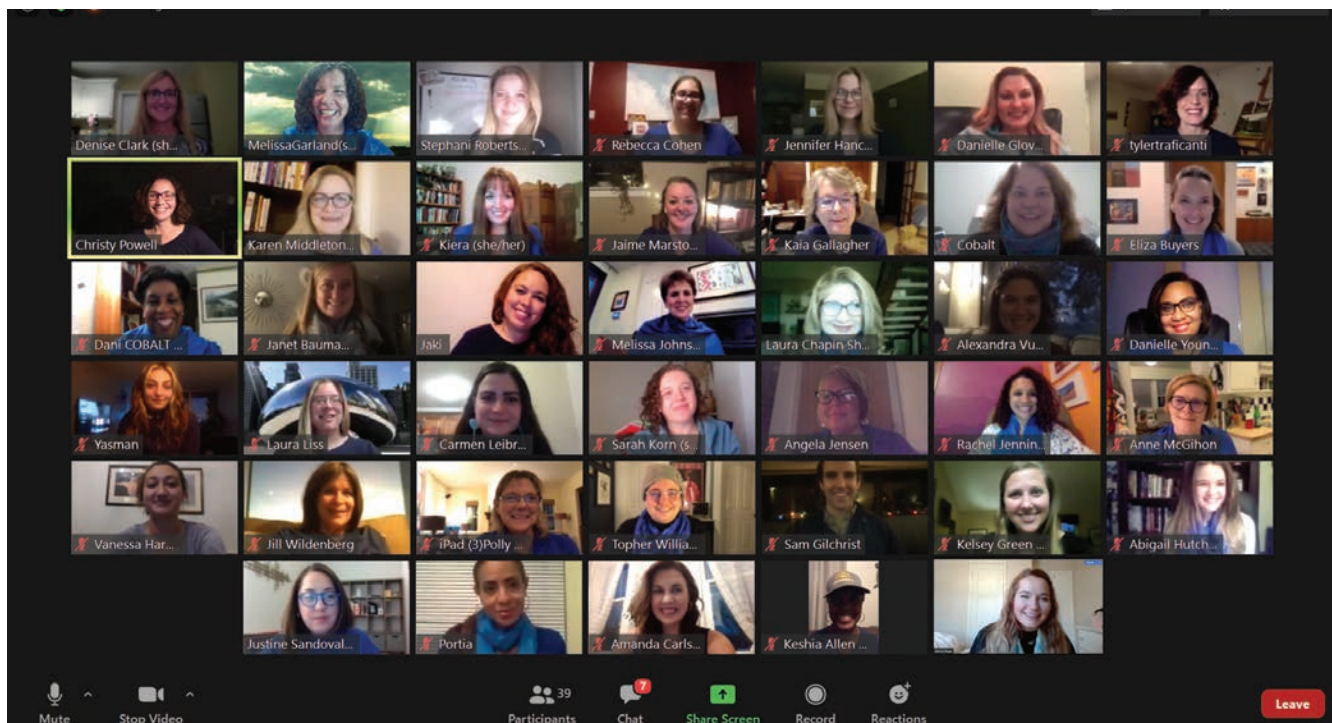 Denise Clark (sh...
MelissaGarland(s...
Stephani Roberts...
Rebecca Cohen
Jennifer Hanc...
Danielle Glov...
tylertraficanti
Christy Powell
Karen Middleton...
Kiera (she/her)
Jaime Marsto...
Kaia Gallagher
Cobalt
Eliza Buyers
Dani COBALT ...
Janet Bauma...
Jaki
Melissa Johns...
Laura Chapin Sh...
Alexandra Vu...
Danielle Youn...
Yasman
Laura Liss
Carmen Leibr...
Sarah Korn (s...
Angela Jensen
Rachel Jennin...
Anne McGihon
Vanessa Har...
Jill Wildenberg
iPad (3)Polly ...
Topher Willia...
Sam Gilchrist
Kelsey Green ...
Abigail Hutch...
Justine Sandoval...
Portia
Amanda Carls...
Keshia Allen ...
Mute
Stop Video
39
Participants
7
Chat
Share Screen
Record
Reactions
Leave